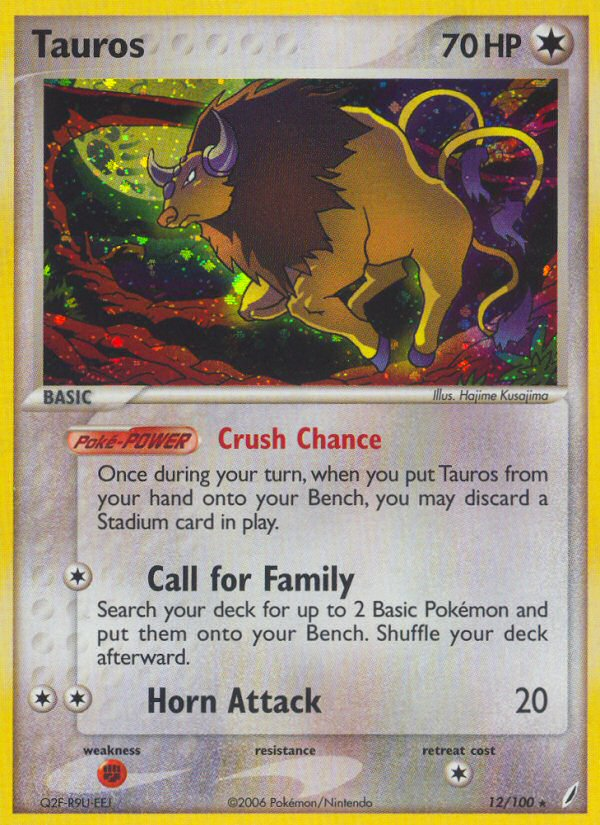 Tauros 70 HP
BASIC
Illus. Hajime Kusajima
Poké-POWER Crush Chance
Once during your turn, when you put Tauros from
your hand onto your Bench, you may discard a
Stadium card in play.
Call for Family
Search your deck for up to 2 Basic Pokémon and
put them onto your Bench. Shuffle your deck
afterward.
Horn Attack 20
weakness resistance retreat cost
Q2F-R9U-EEJ ©2006 Pokémon/Nintendo 12/100 ★